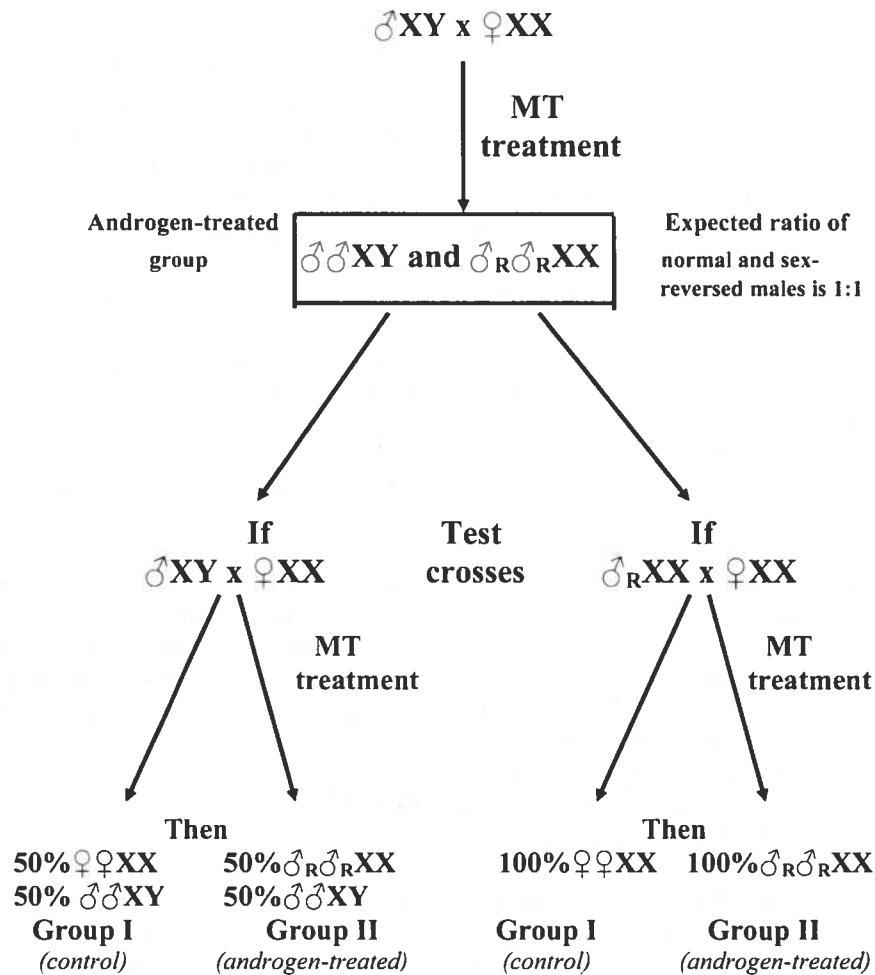 ♂XY x ♀XX
MT
treatment
Androgen-treated
group
♂♂XY and ♂R♂RXX
Expected ratio of
normal and sex-
reversed males is 1:1
If
♂XY x ♀XX
Test
crosses
If
♂RXX x ♀XX
MT
treatment
MT
treatment
Then
50%♀♀XX
50% ♂♂XY
50%♂R♂RXX
50%♂♂XY
Group I
(control)
Group II
(androgen-treated)
Then
100%♀♀XX
100%♂R♂RXX
Group I
(control)
Group II
(androgen-treated)